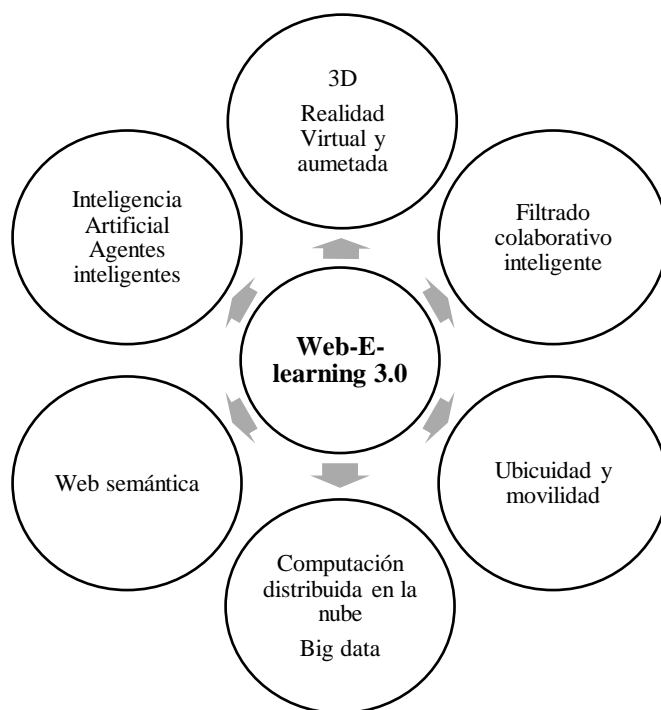 3D
Realidad
Virtual y
aumetada
Inteligencia
Artificial
Agentes
inteligentes
Filtrado
colaborativo
inteligente
Web-E-
learning 3.0
Web semántica
Ubicuidad y
movilidad
Computación
distribuida en la
nube
Big data